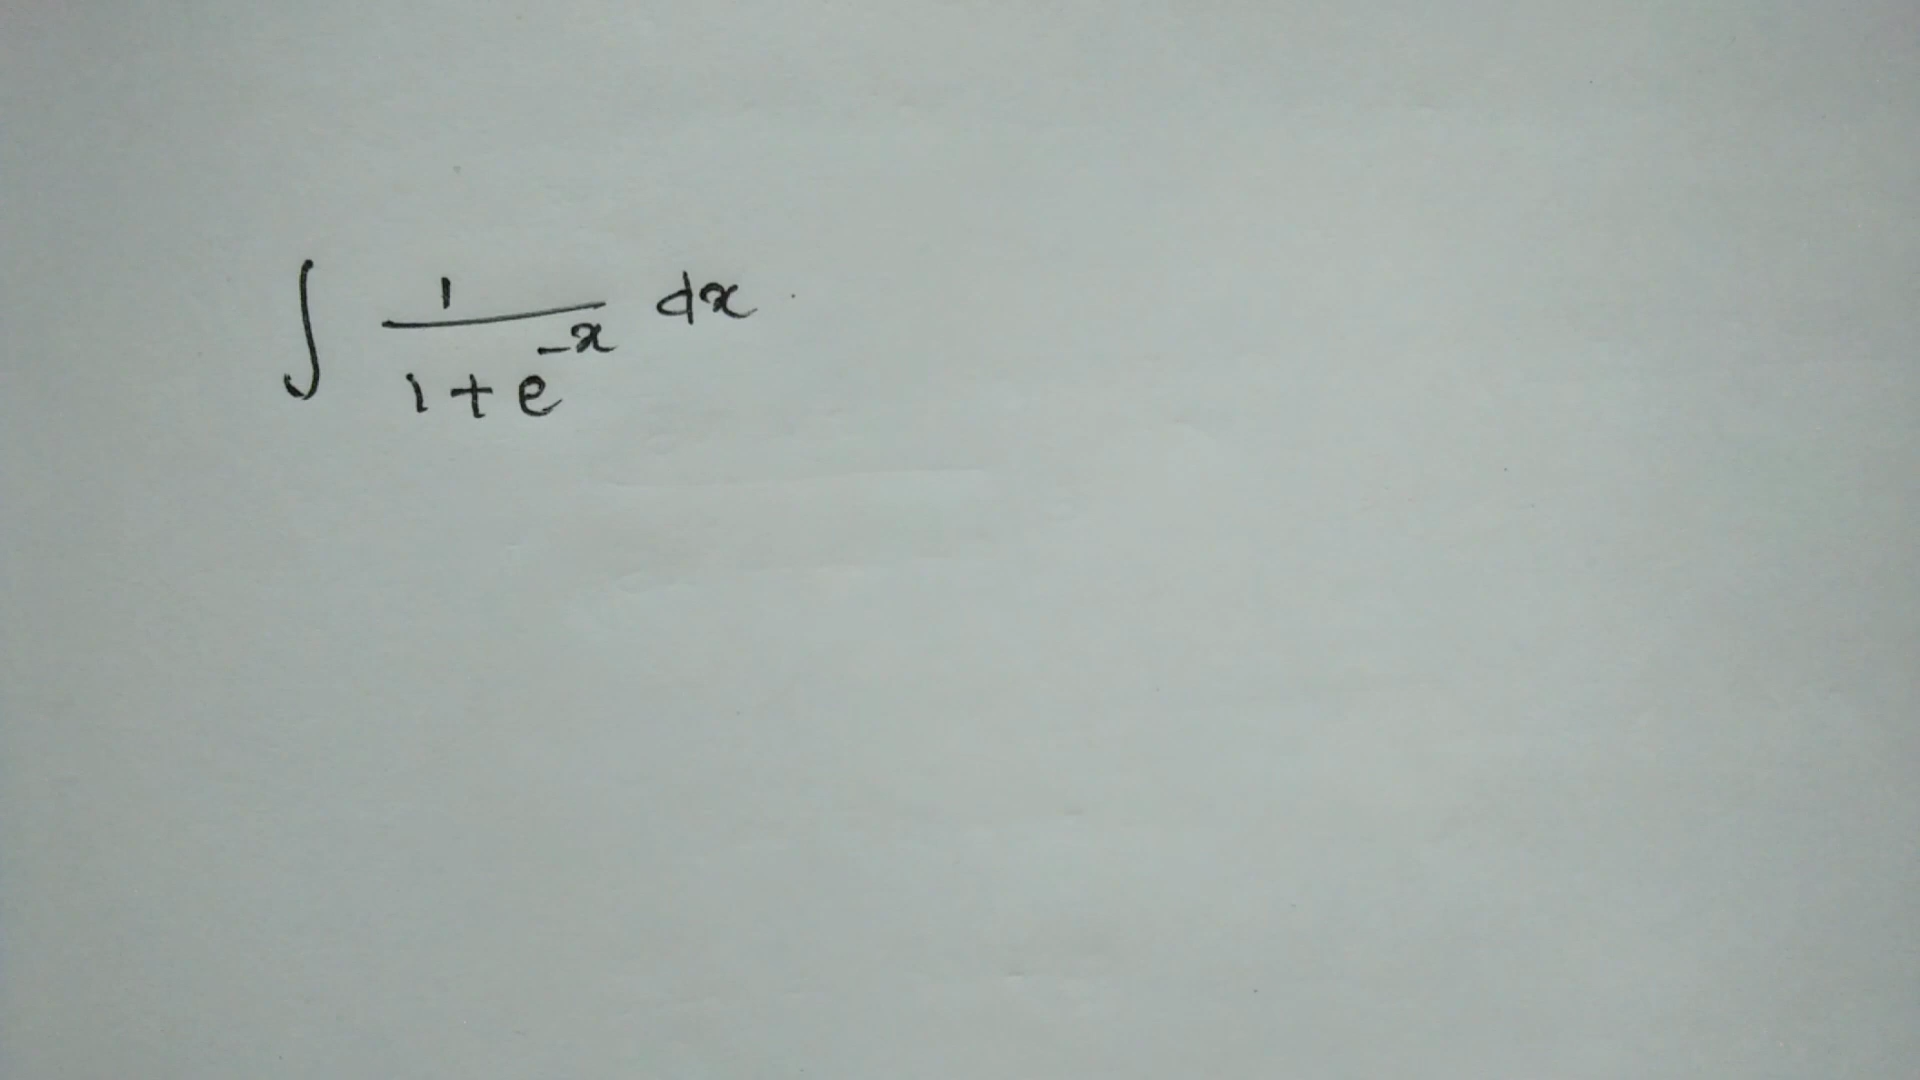 ∫ 1/(1+e^{-x}) dx